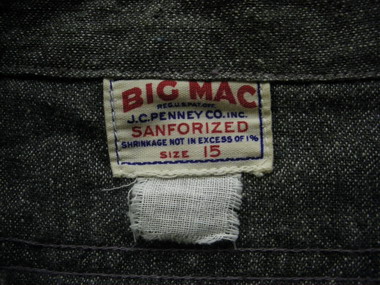 BIG MAC
REG.U.S.PAT.OFF.
J.C.PENNEY CO.INC.
SANFORIZED
SHRINKAGE NOT IN EXCESS OF 1%
SIZE 15